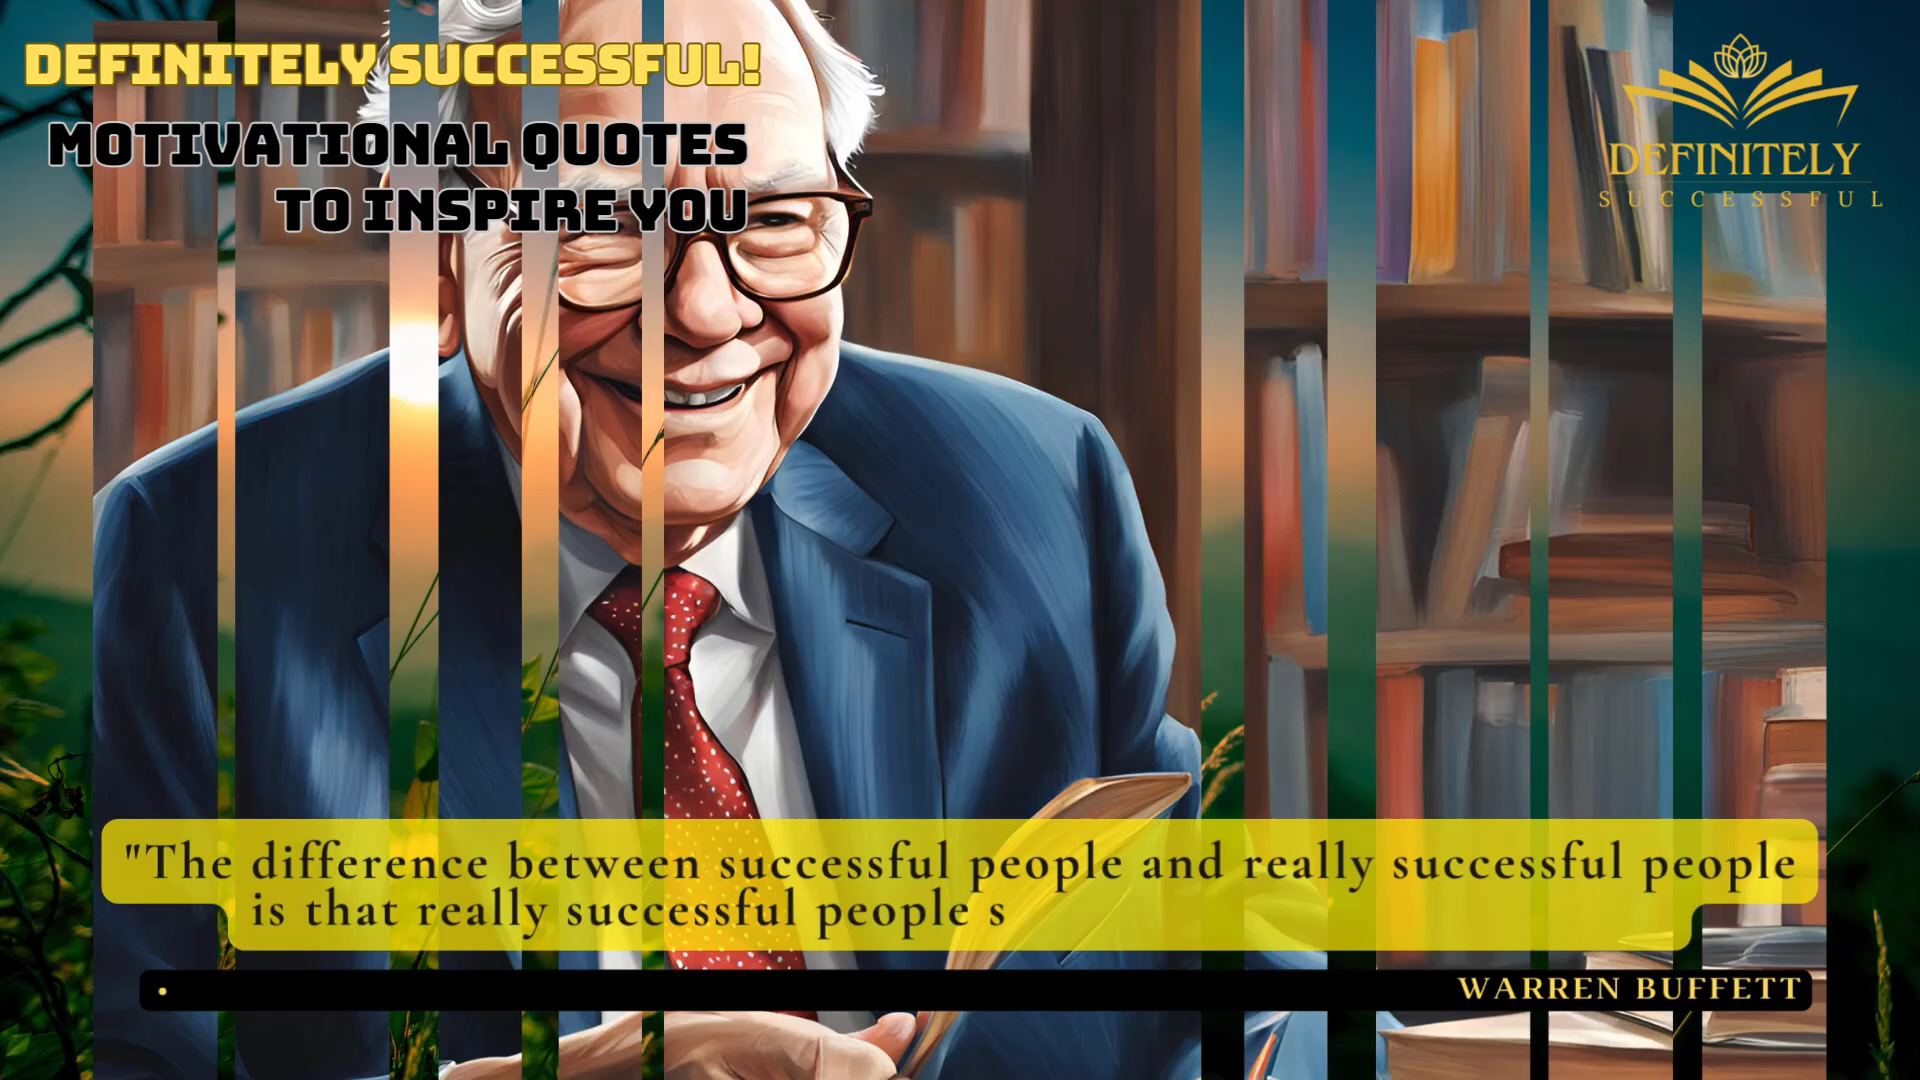 DEFINITELY SUCCESSFUL!
MOTIVATIONAL QUOTES
TO INSPIRE YOU
DEFINITELY
SUCCESSFUL
"The difference between successful people and really successful people
is that really successful people s
WARREN BUFFETT